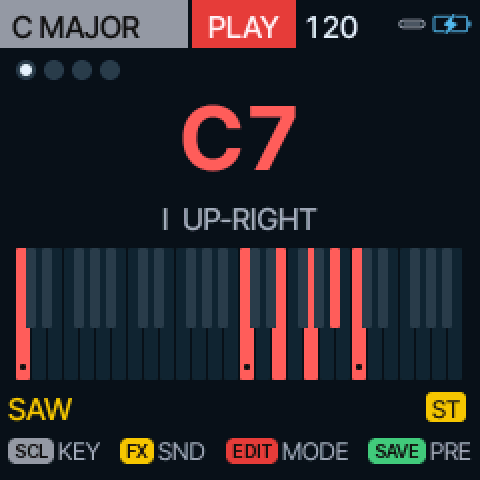 C MAJOR PLAY 120
C7
I UP-RIGHT
SAW ST
SCL KEY FX SND EDIT MODE SAVE PRE